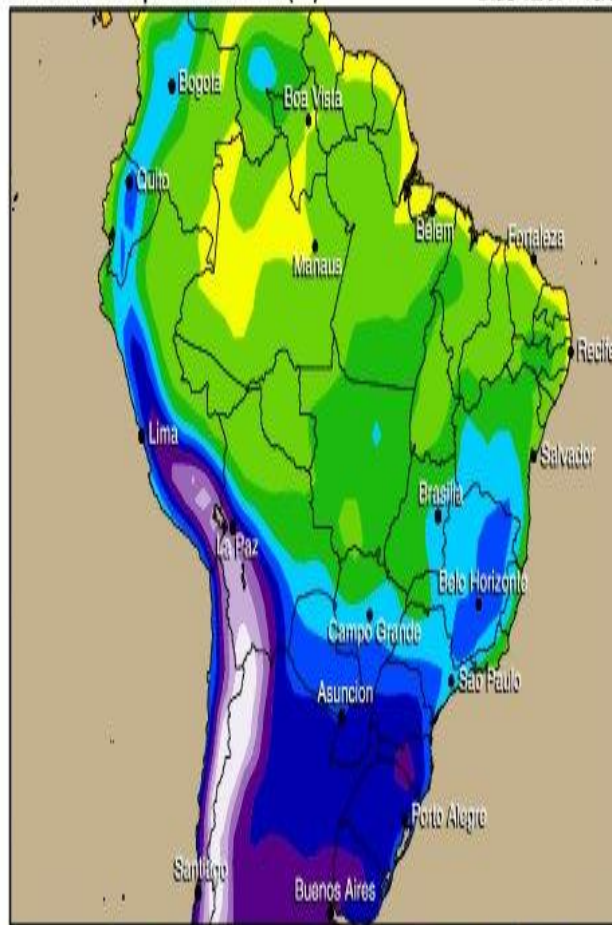 Bogota
Boa Vista
Quito
Belem
Fortaleza
Manaus
Recife
Lima
Salvador
Brasilia
La Paz
Belo Horizonte
Campo Grande
Sao Paulo
Asuncion
Porto Alegre
Santiago
Buenos Aires